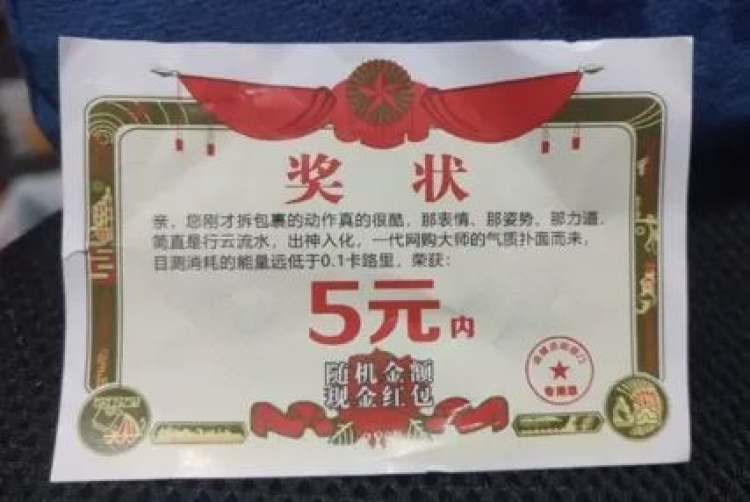 奖状
亲，您刚才拆包裹的动作真的很酷，那表情、那姿势、那力道，
简直是行云流水，出神入化，一代网购大师的气质扑面而来，
目测消耗的能量远低于0.1卡路里，荣获：
5元内
随机金额
现金红包
专用章